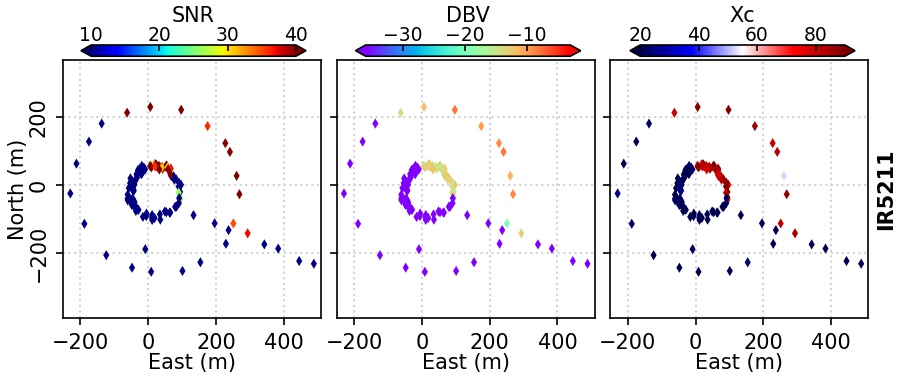 SNR DBV Xc
10 20 30 40 −30 −20 −10 20 40 60 80
North (m)
200
0
−200
−200 0 200 400 −200 0 200 400 −200 0 200 400
East (m) East (m) East (m)
IR5211